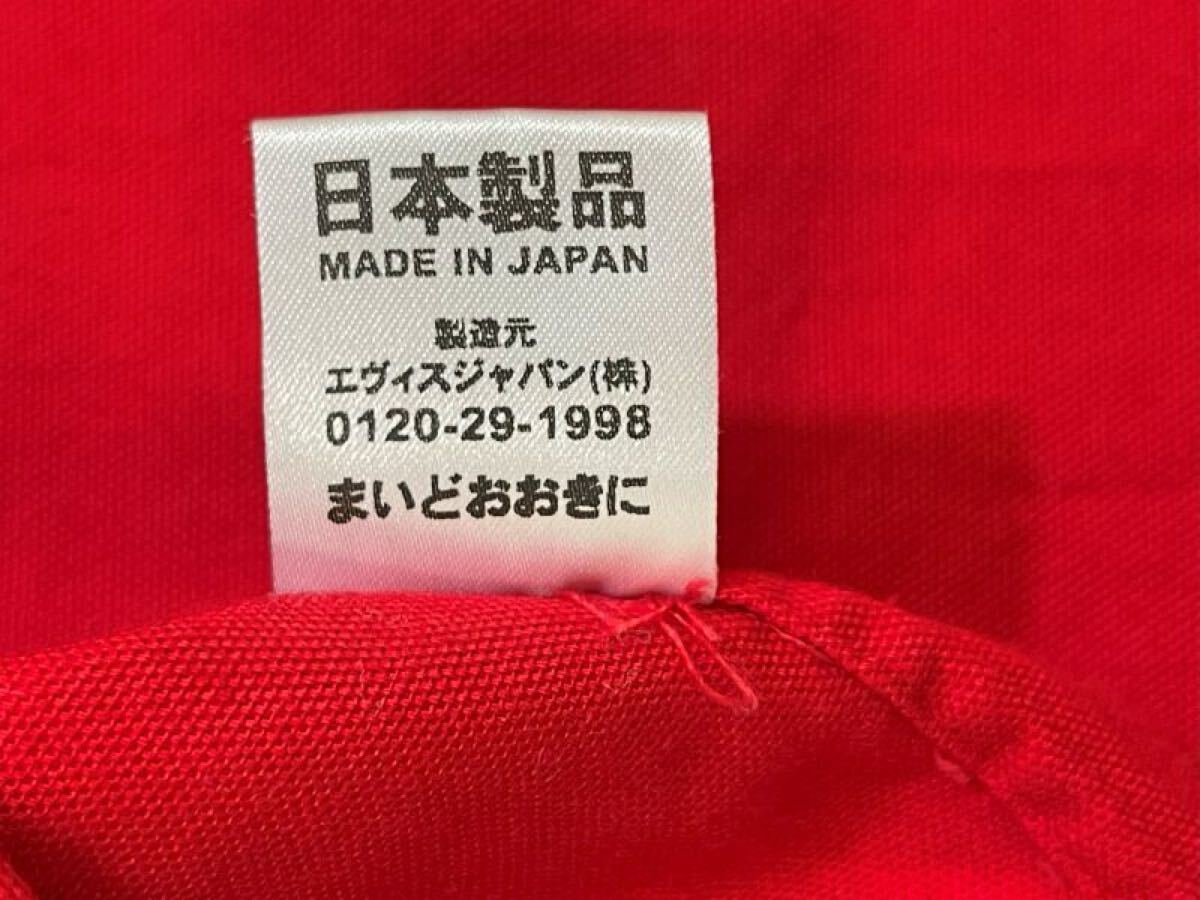 日本製品
MADE IN JAPAN
製造元
エヴィスジャパン(株)
0120-29-1998
まいどおおきに